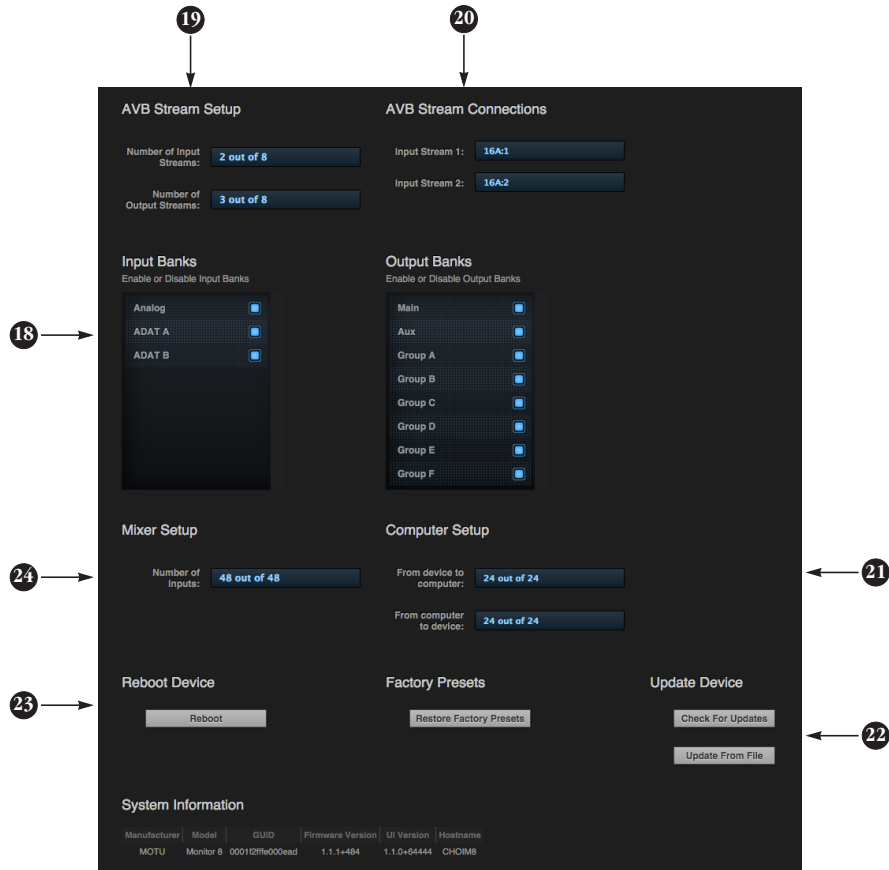 19
20
AVB Stream Setup
AVB Stream Connections
Number of Input
Streams:
2 out of 8
Input Stream 1:
16A:1
Number of
Output Streams:
3 out of 8
Input Stream 2:
16A:2
Input Banks
Enable or Disable Input Banks
Output Banks
Enable or Disable Output Banks
18
Analog
ADAT A
ADAT B
Main
Aux
Group A
Group B
Group C
Group D
Group E
Group F
Mixer Setup
Computer Setup
24
Number of
Inputs:
48 out of 48
From device to
computer:
24 out of 24
21
From computer
to device:
24 out of 24
Reboot Device
Factory Presets
Update Device
23
Reboot
Restore Factory Presets
Check For Updates
22
Update From File
System Information
Manufacturer Model GUID Firmware Version UI Version Hostname
MOTU Monitor 8 0001f2fffe000ead 1.1.1+484 1.1.0+64444 CHOIM8